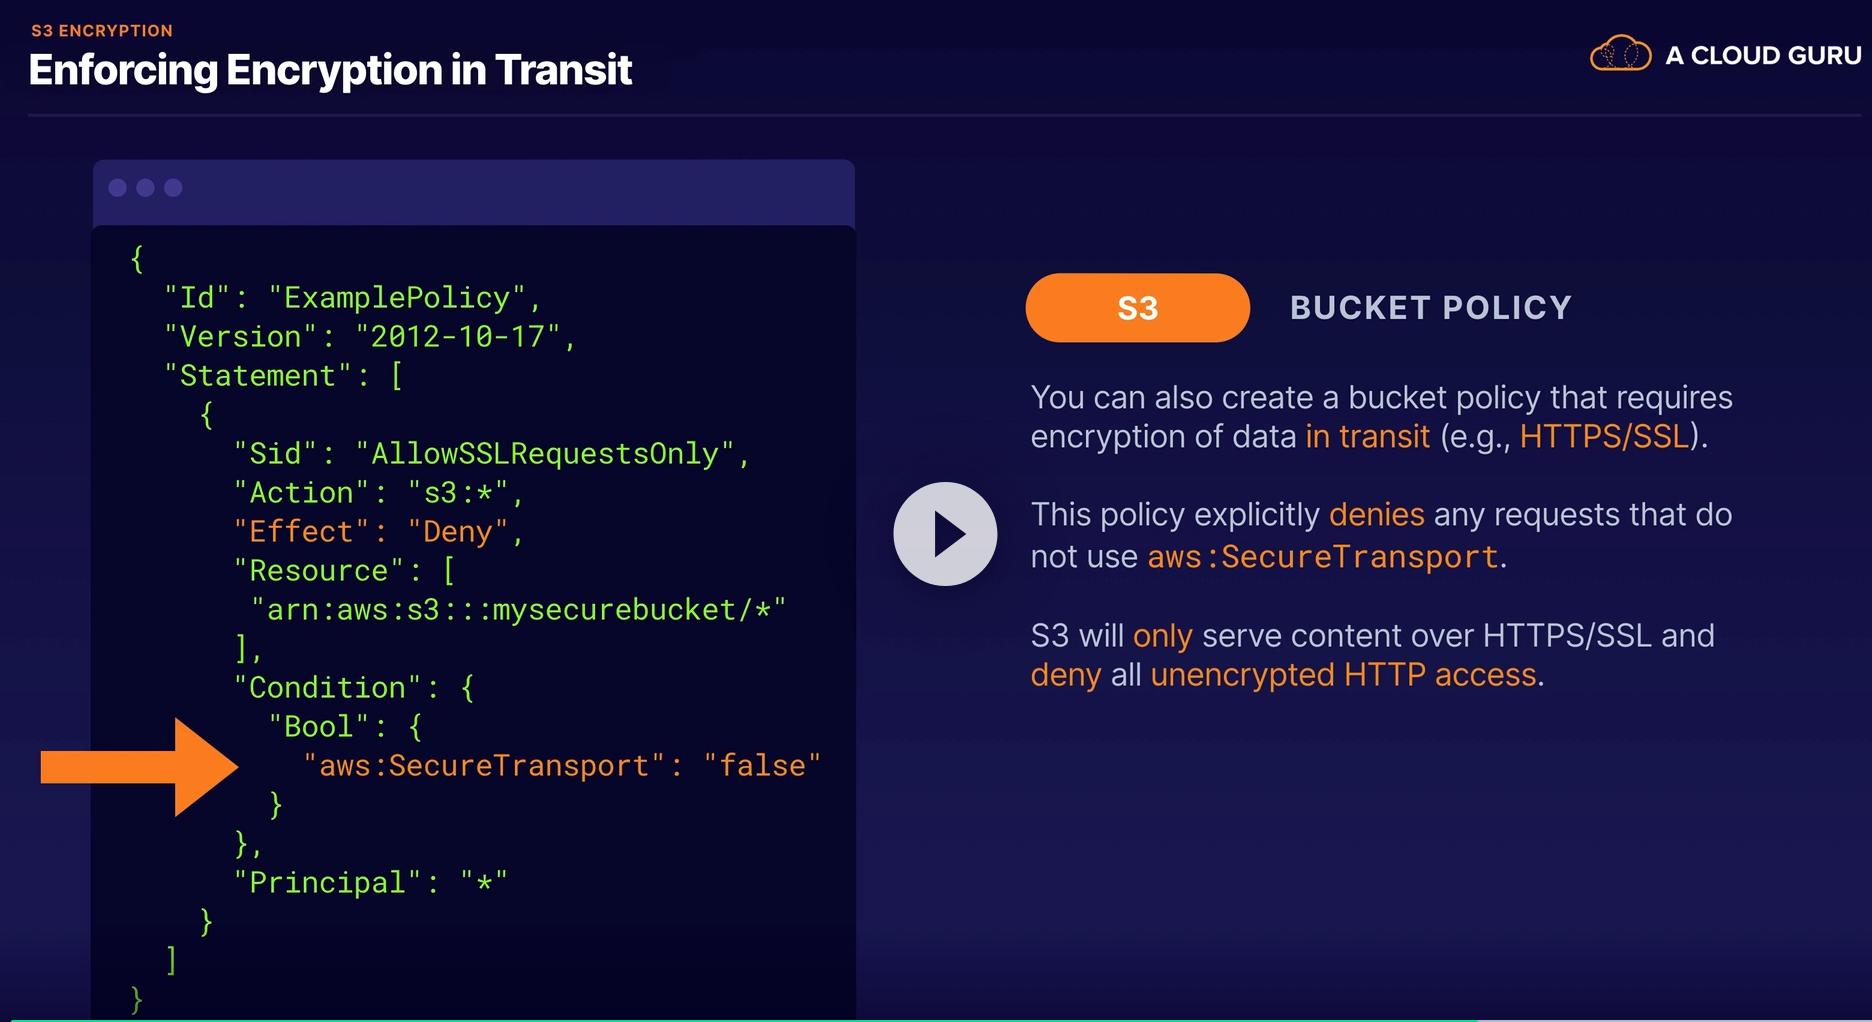 S3 ENCRYPTION
Enforcing Encryption in Transit
A CLOUD GURU
{
"Id": "ExamplePolicy",
"Version": "2012-10-17",
"Statement": [
{
"Sid": "AllowSSLRequestsOnly",
"Action": "s3:*",
"Effect": "Deny",
"Resource": [
"arn:aws:s3:::mysecurebucket/*"
],
"Condition": {
"Bool": {
"aws:SecureTransport": "false"
}
},
"Principal": "*"
}
]
}
S3 BUCKET POLICY
You can also create a bucket policy that requires
encryption of data in transit (e.g., HTTPS/SSL).
This policy explicitly denies any requests that do
not use aws:SecureTransport.
S3 will only serve content over HTTPS/SSL and
deny all unencrypted HTTP access.